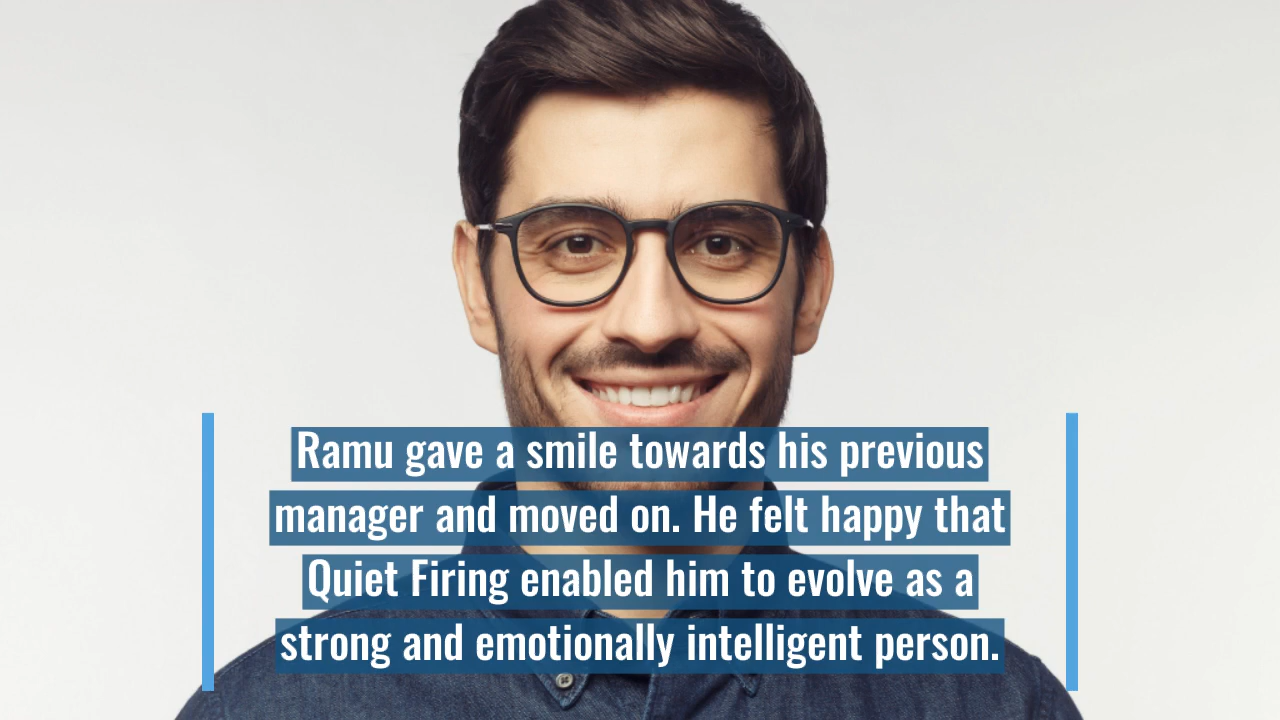 Ramu gave a smile towards his previous
manager and moved on. He felt happy that
Quiet Firing enabled him to evolve as a
strong and emotionally intelligent person.